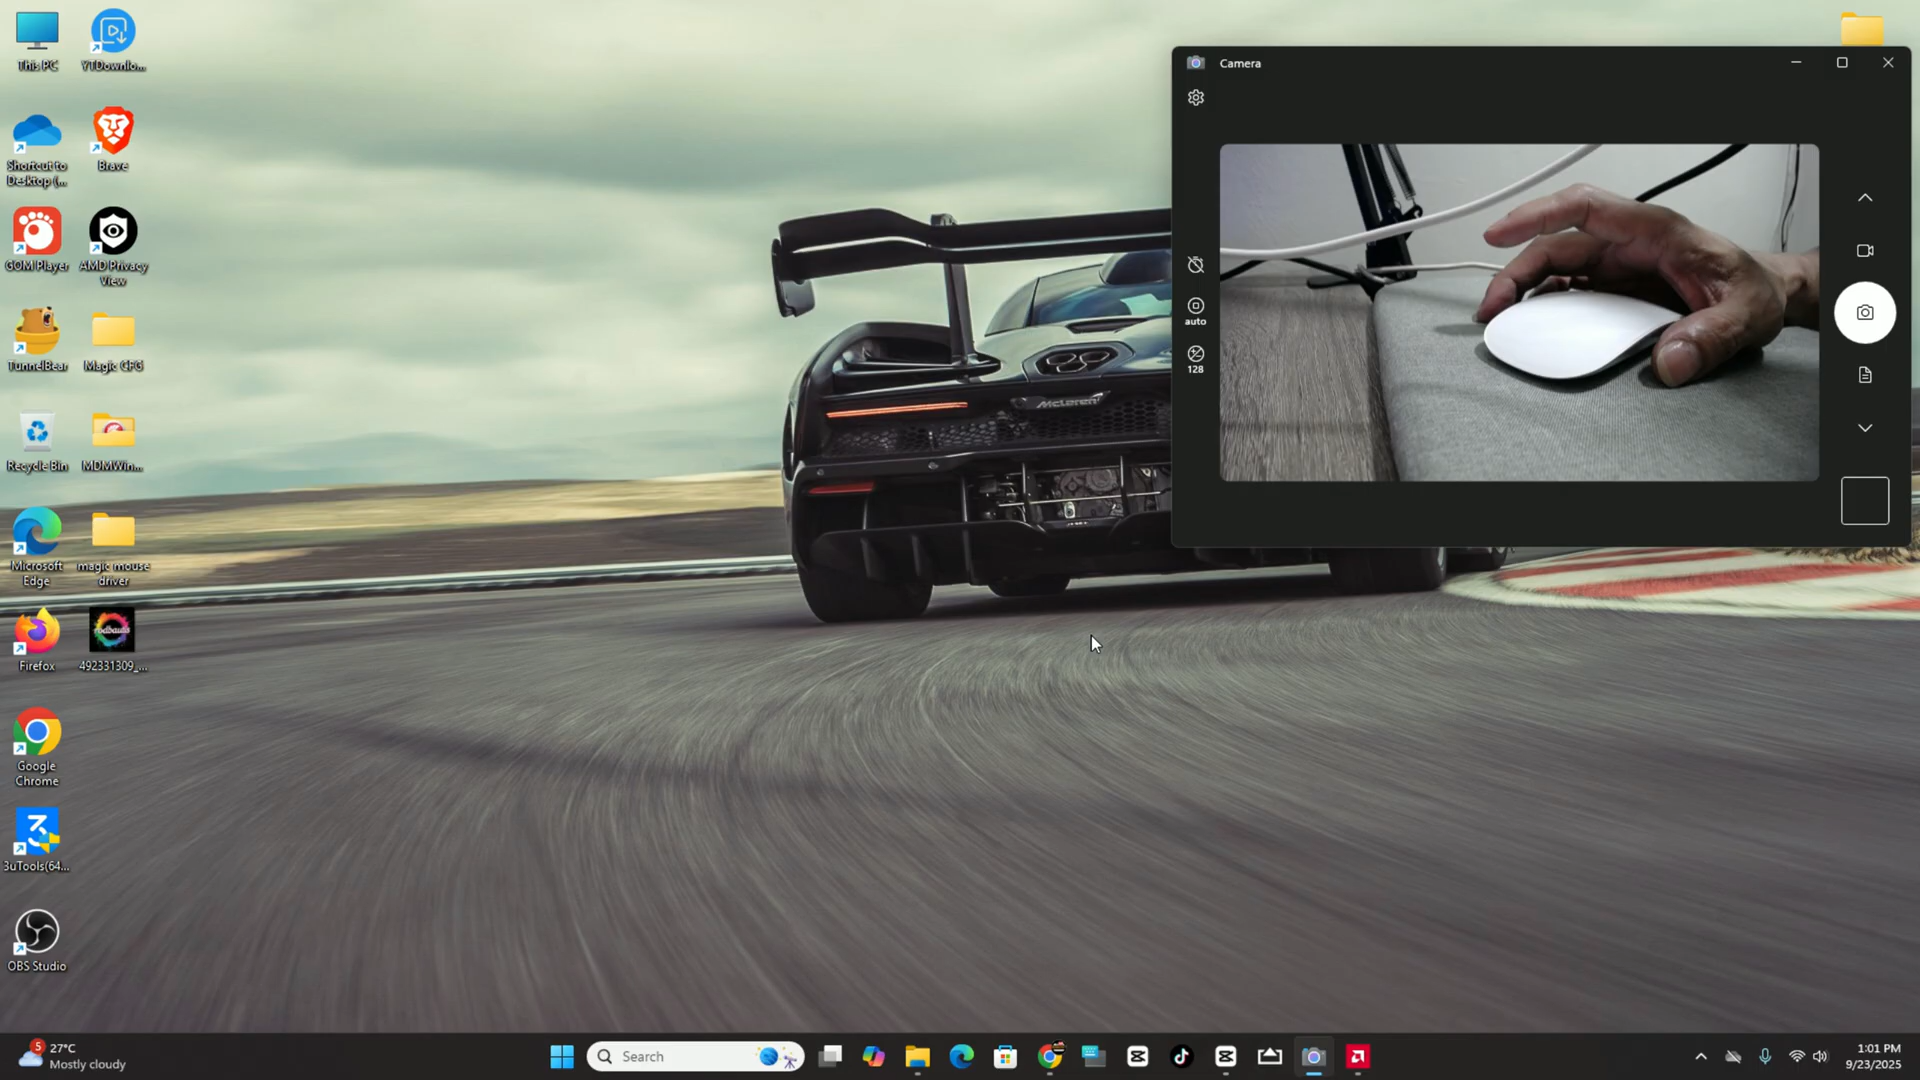 This PC
YTDownlo...
Shortcut to
Desktop (...
Brave
GOM Player
AMD Privacy
View
TunnelBear
Magic CFG
Recycle Bin
MDMWin...
Microsoft
Edge
magic mouse
driver
Firefox
492331309_...
Google
Chrome
3uTools(64...
OBS Studio
Camera
auto
128
McLaren
5
27°C
Mostly cloudy
Search
1:01 PM
9/23/2025